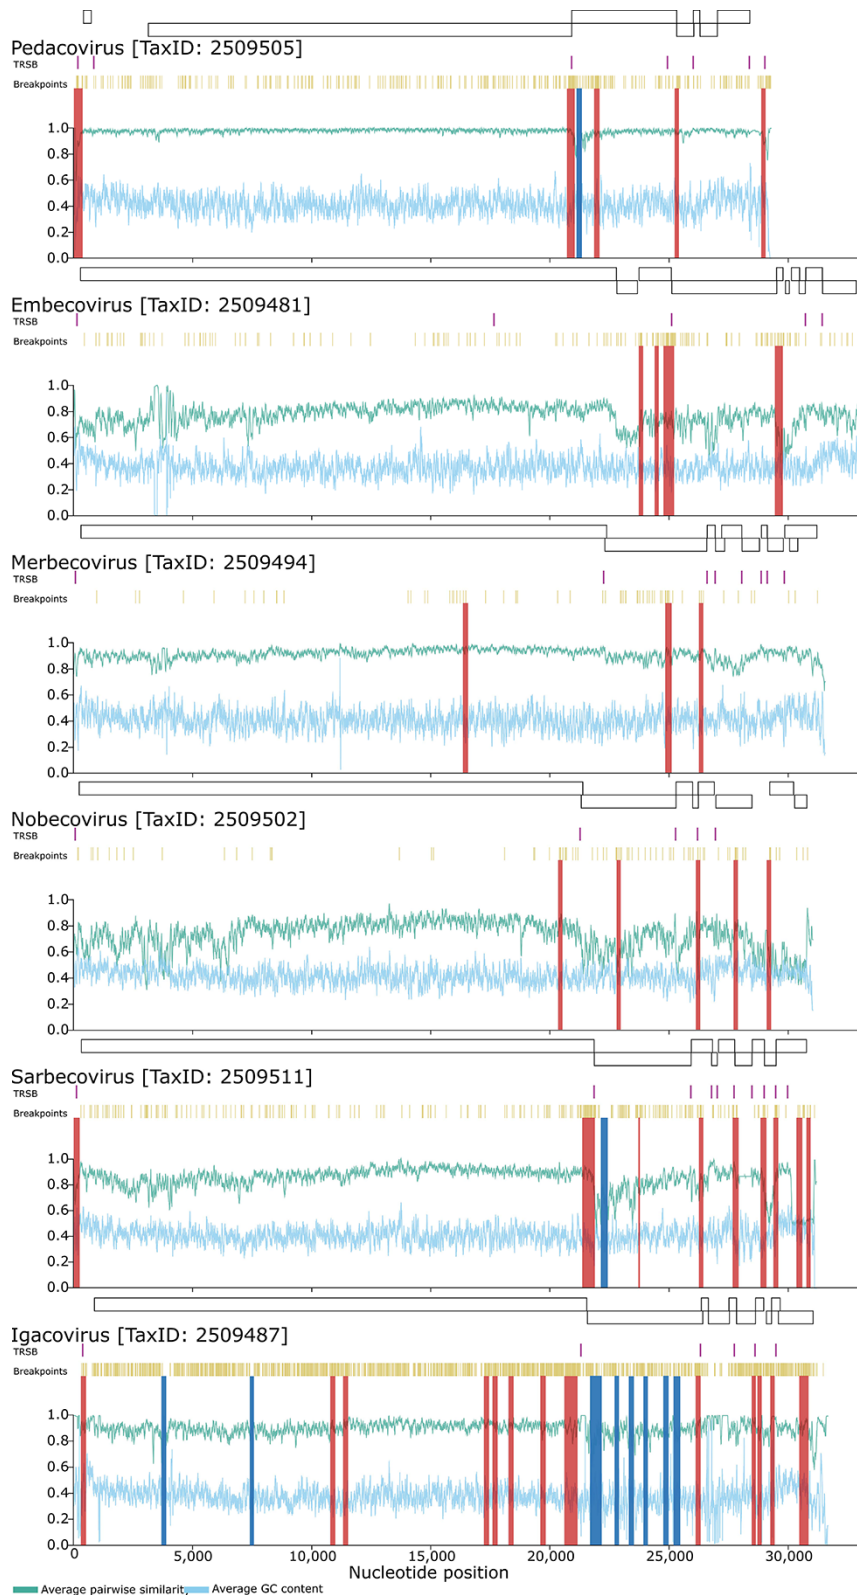 Pedacovirus [TaxID: 2509505]
TRSB
Breakpoints
1.0
0.8
0.6
0.4
0.2
0.0
Embecovirus [TaxID: 2509481]
TRSB
Breakpoints
1.0
0.8
0.6
0.4
0.2
0.0
Merbecovirus [TaxID: 2509494]
TRSB
Breakpoints
1.0
0.8
0.6
0.4
0.2
0.0
Nobecovirus [TaxID: 2509502]
TRSB
Breakpoints
1.0
0.8
0.6
0.4
0.2
0.0
Sarbecovirus [TaxID: 2509511]
TRSB
Breakpoints
1.0
0.8
0.6
0.4
0.2
0.0
Igacovirus [TaxID: 2509487]
TRSB
Breakpoints
1.0
0.8
0.6
0.4
0.2
0.0
0 5,000 10,000 15,000 20,000 25,000 30,000
Nucleotide position
Average pairwise similarity Average GC content